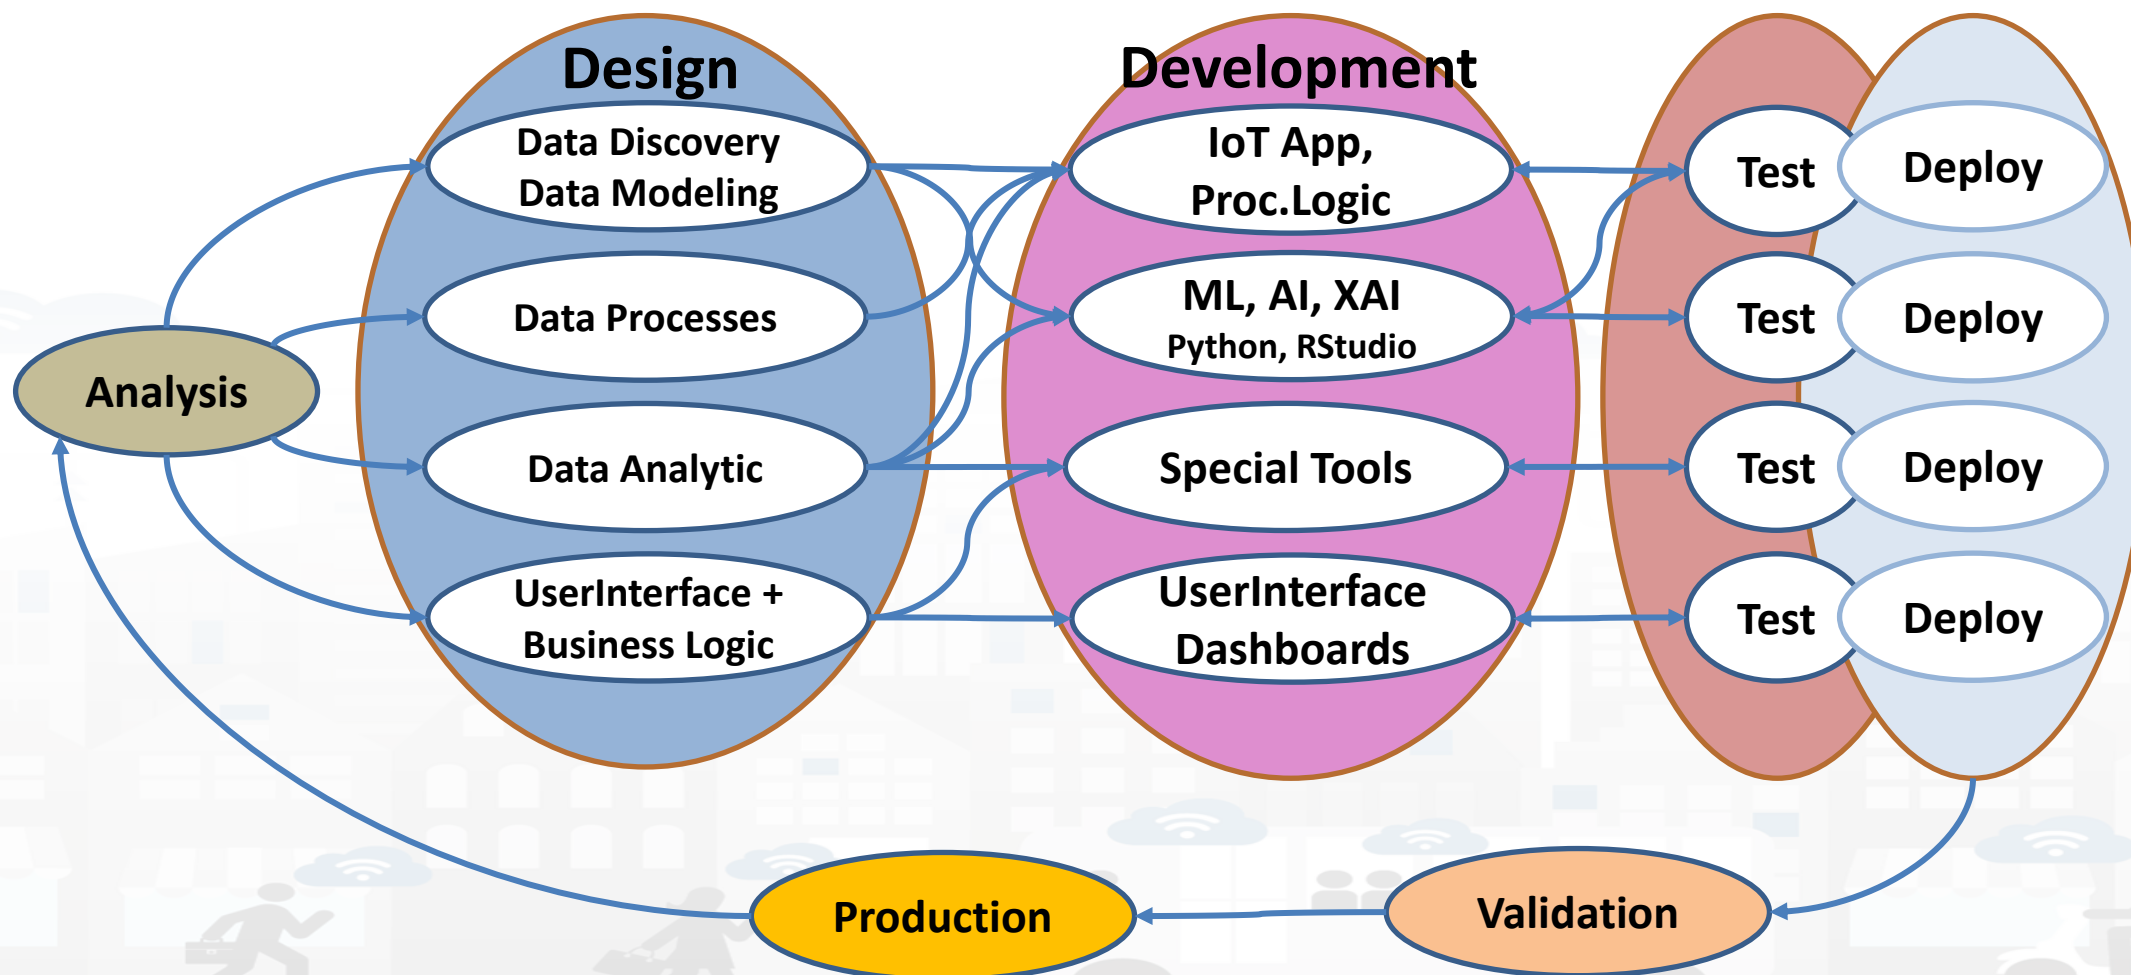 Design
Development
Data Discovery
Data Modeling
IoT App,
Proc.Logic
Test
Deploy
Data Processes
ML, AI, XAI
Python, RStudio
Test
Deploy
Analysis
Data Analytic
Special Tools
Test
Deploy
UserInterface +
Business Logic
UserInterface
Dashboards
Test
Deploy
Production
Validation